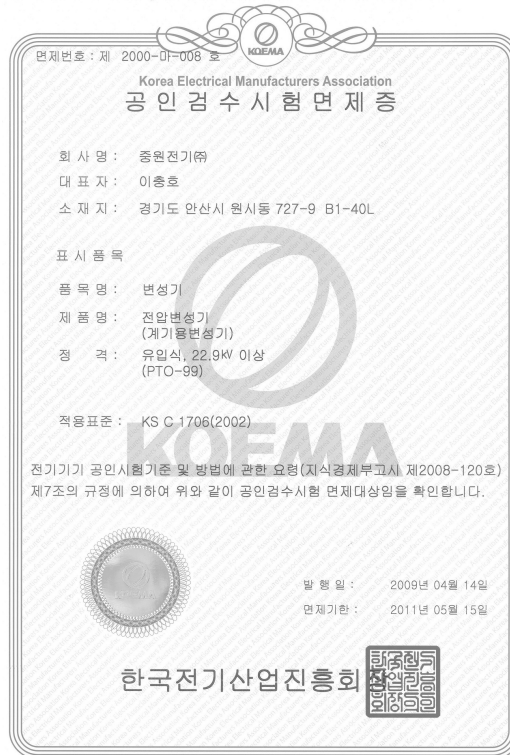 KOEMA
면제번호 : 제 2000-마-008 호
Korea Electrical Manufacturers Association
공인검수시험면제증
회 사 명 : 중원전기㈜
대 표 자 : 이충호
소 재 지 : 경기도 안산시 원시동 727-9 B1-40L
표 시 품 목
품 목 명 : 변성기
제 품 명 : 전압변성기
(계기용변성기)
정 격 : 유입식, 22.9kV 이상
(PTO-99)
적용표준 : KS C 1706(2002)
KOEMA
전기기기 공인시험기준 및 방법에 관한 요령(지식경제부고시 제2008-120호)
제7조의 규정에 의하여 위와 같이 공인검수시험 면제대상임을 확인합니다.
발 행 일 : 2009년 04월 14일
면제기한 : 2011년 05월 15일
한국전기산업진흥회장